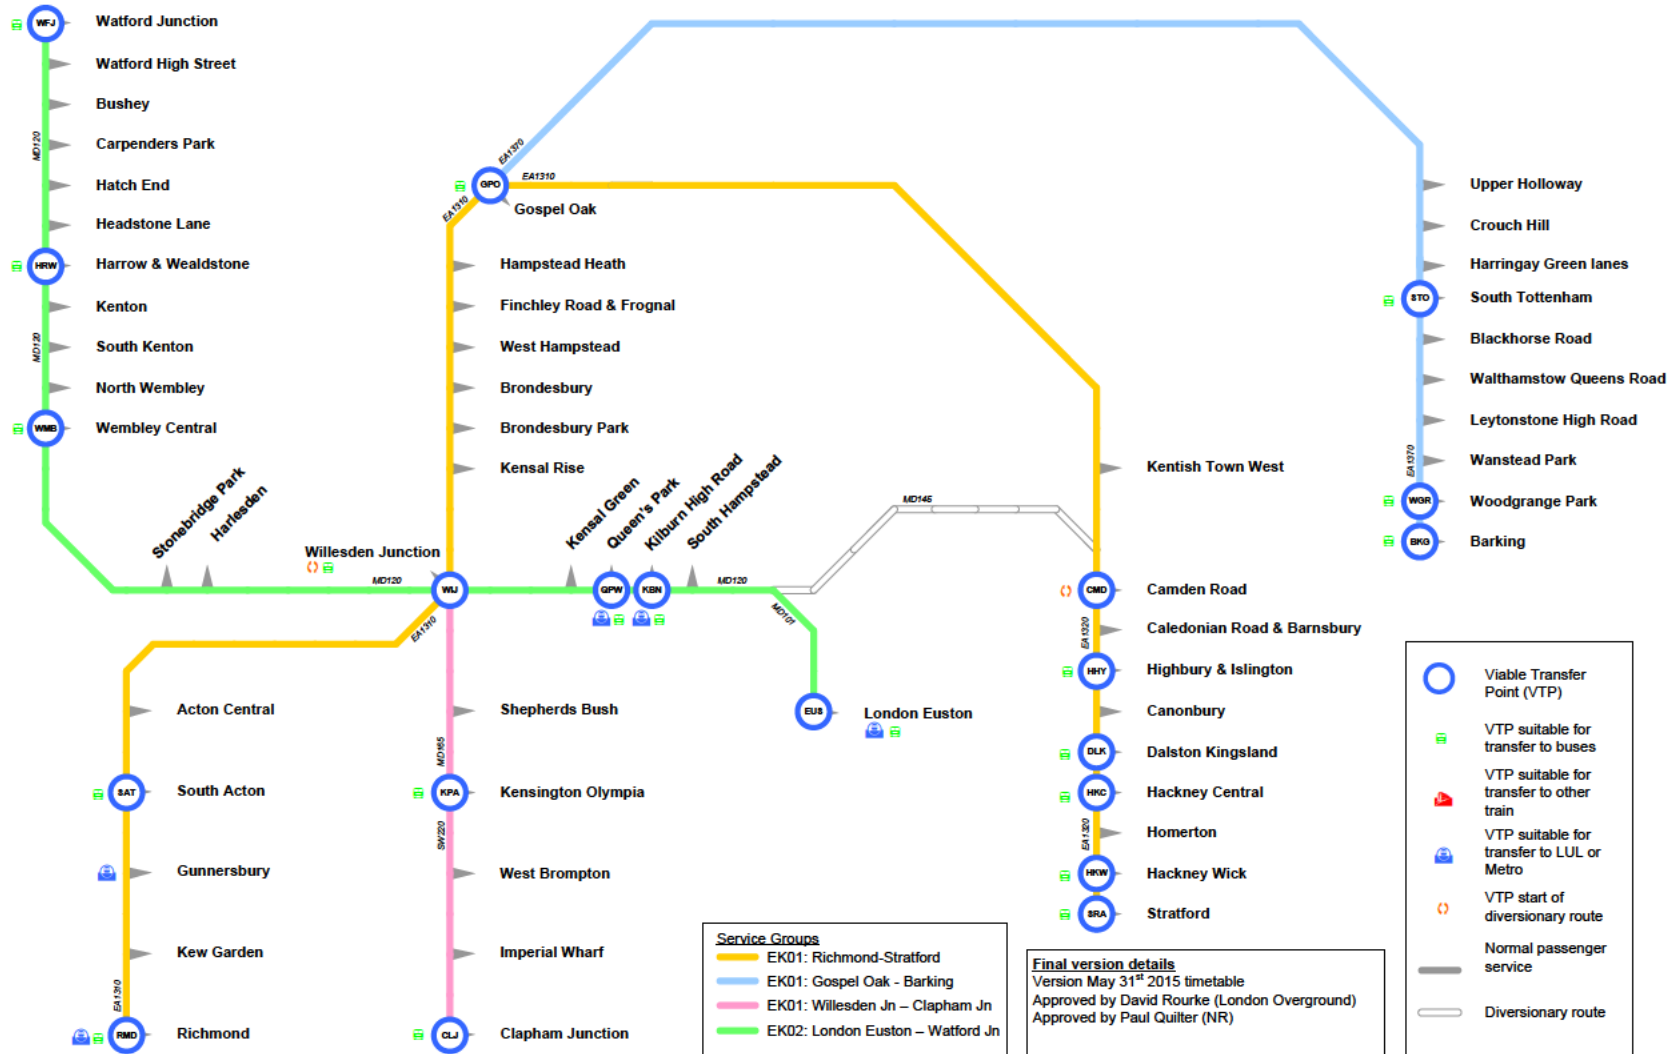 WFJ
Watford Junction
Watford High Street
Bushey
MD120
Carpenders Park
Hatch End
Headstone Lane
HRW
Harrow & Wealdstone
Kenton
MD120
South Kenton
North Wembley
WMB
Wembley Central
Stonebridge Park
Harlesden
Willesden Junction
MD120
WIJ
EA1370
GPO
EA1310
EA1310
Gospel Oak
Hampstead Heath
Finchley Road & Frognal
West Hampstead
Brondesbury
Brondesbury Park
Kensal Rise
Kensal Green
Queen's Park
Kilburn High Road
South Hampstead
QPW
KBN
MD120
MD101
MD145
EUS
London Euston
EA1310
Acton Central
SAT
South Acton
Gunnersbury
Kew Garden
EA1310
RMD
Richmond
Shepherds Bush
MD165
KPA
Kensington Olympia
SW220
West Brompton
Imperial Wharf
CLJ
Clapham Junction
Kentish Town West
CMD
Camden Road
EA1320
Caledonian Road & Barnsbury
HHY
Highbury & Islington
Canonbury
DLK
Dalston Kingsland
HKC
Hackney Central
EA1320
Homerton
HKW
Hackney Wick
SRA
Stratford
Upper Holloway
Crouch Hill
Harringay Green lanes
STO
South Tottenham
Blackhorse Road
Walthamstow Queens Road
Leytonstone High Road
EA1370
Wanstead Park
WGR
Woodgrange Park
BKG
Barking
Service Groups
EK01: Richmond-Stratford
EK01: Gospel Oak - Barking
EK01: Willesden Jn – Clapham Jn
EK02: London Euston – Watford Jn
Final version details
Version May 31st 2015 timetable
Approved by David Rourke (London Overground)
Approved by Paul Quilter (NR)
Viable Transfer
Point (VTP)
VTP suitable for
transfer to buses
VTP suitable for
transfer to other
train
VTP suitable for
transfer to LUL or
Metro
VTP start of
diversionary route
Normal passenger
service
Diversionary route